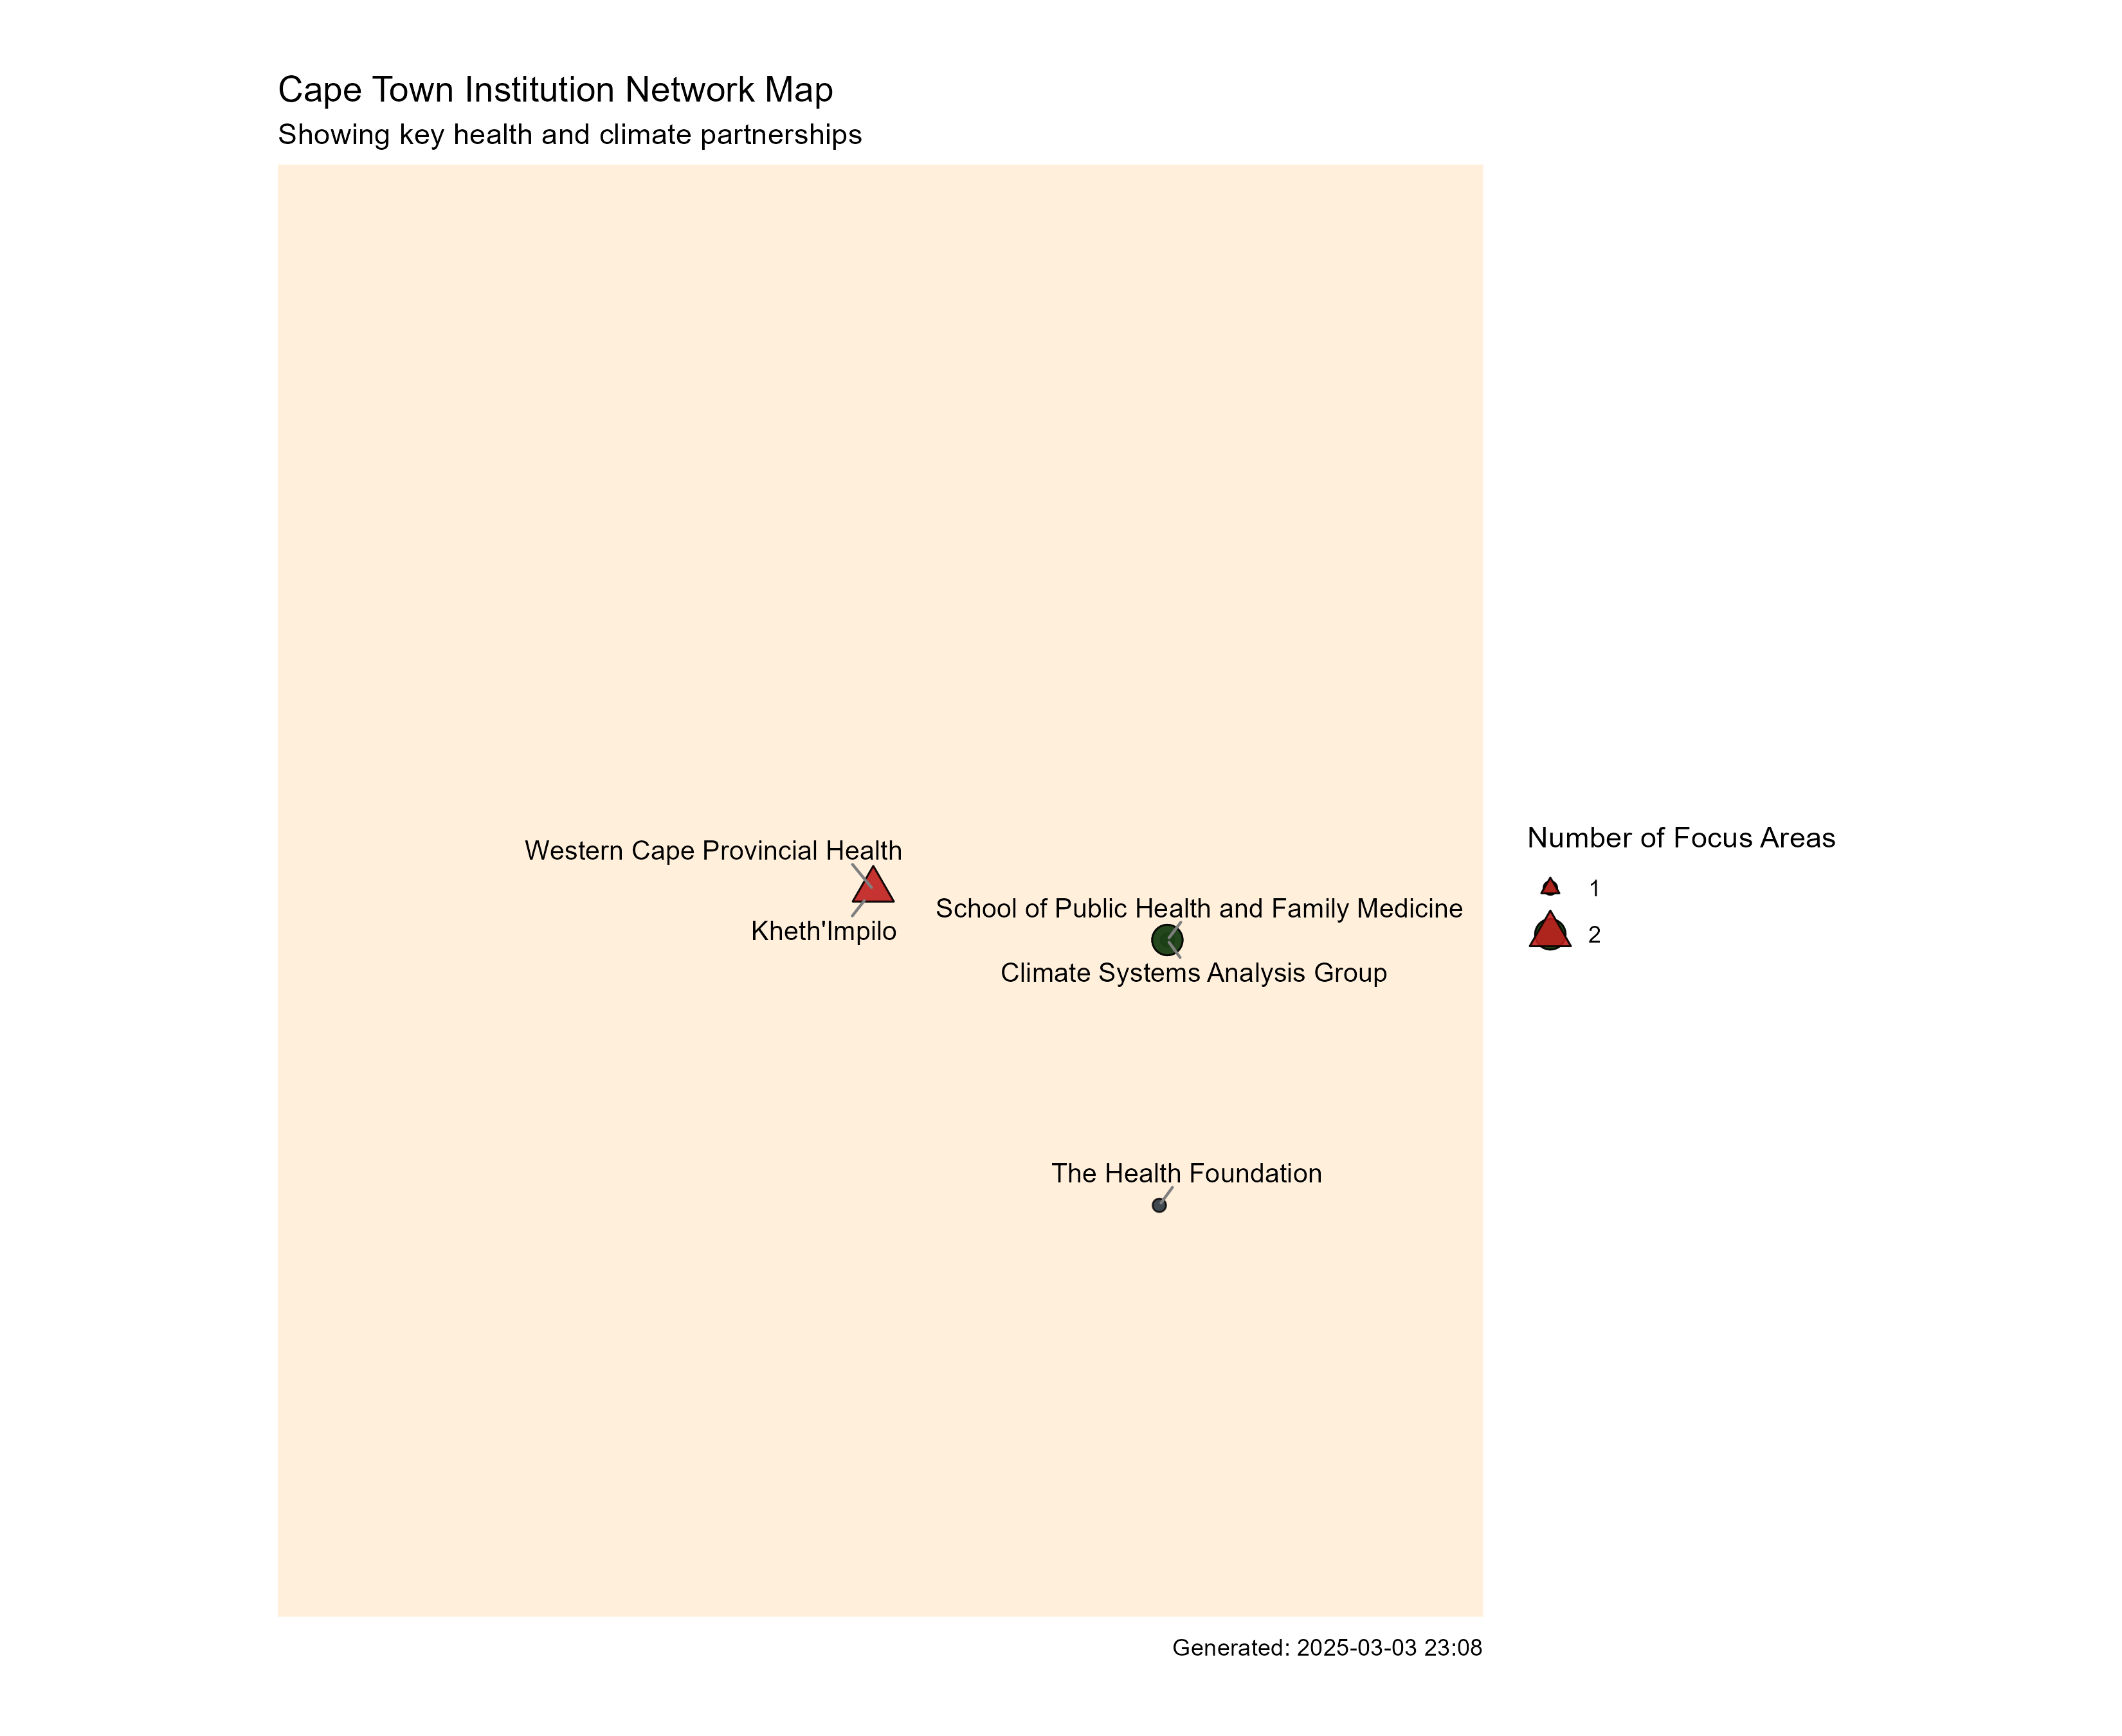 Cape Town Institution Network Map
Showing key health and climate partnerships
Western Cape Provincial Health
Kheth'Impilo
School of Public Health and Family Medicine
Climate Systems Analysis Group
The Health Foundation
Number of Focus Areas
1
2
Generated: 2025-03-03 23:08